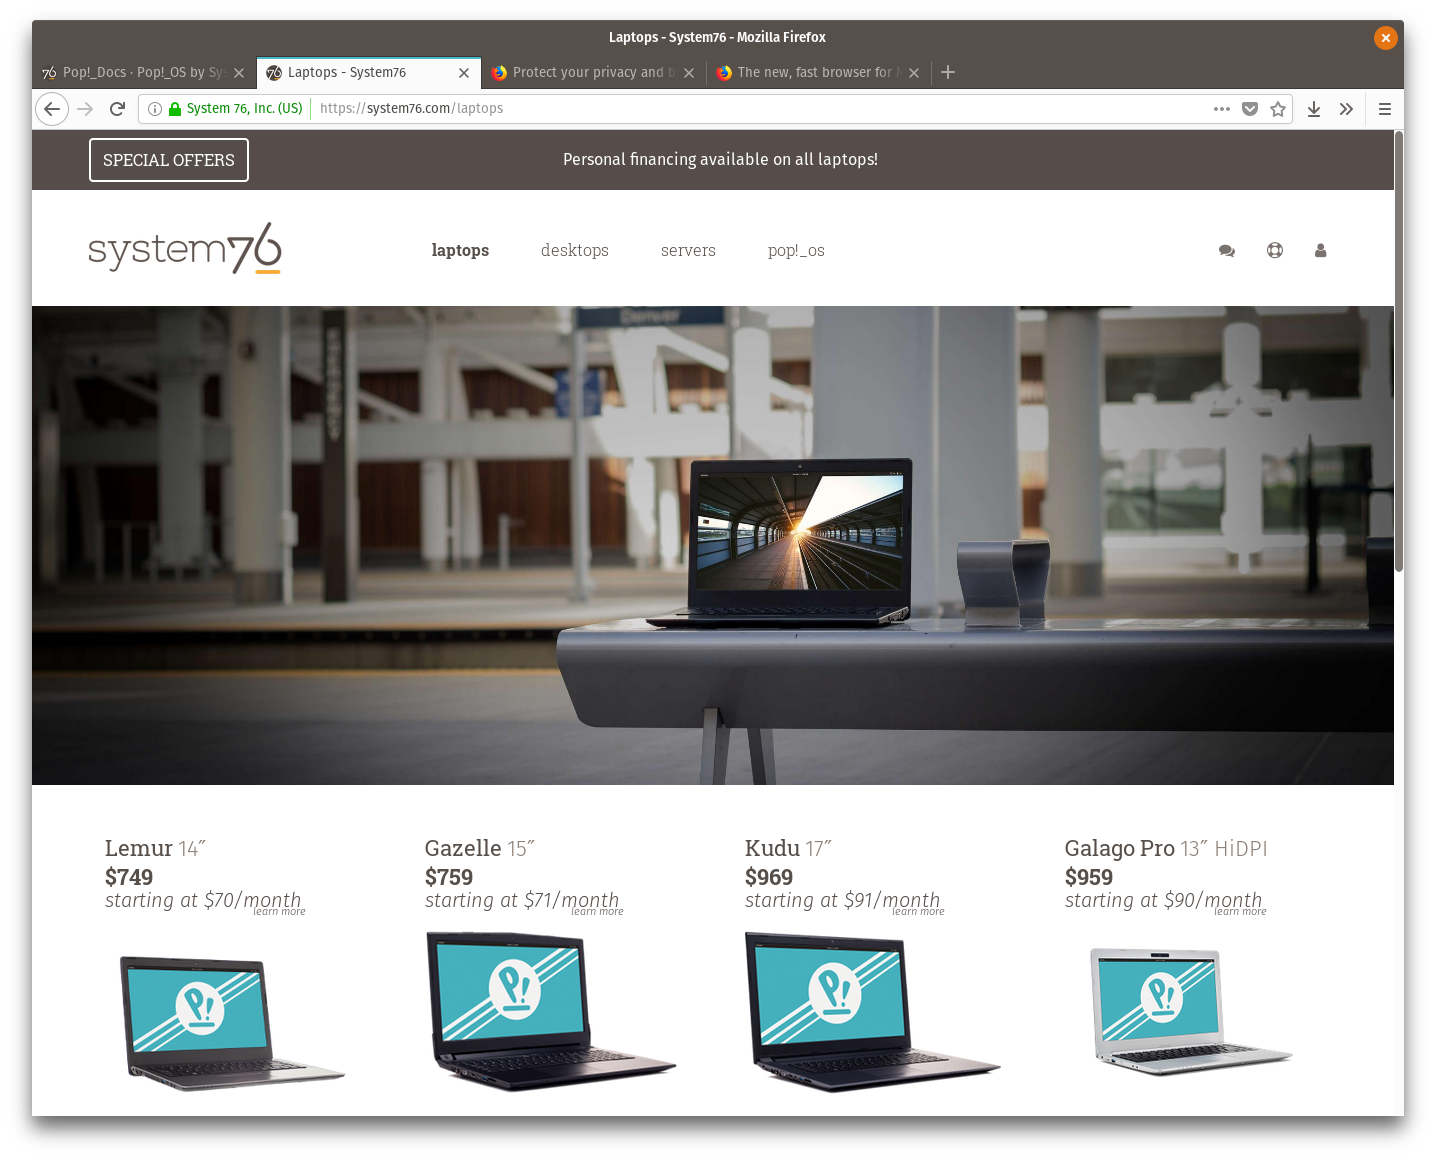 Laptops - System76 - Mozilla Firefox
Pop!_Docs · Pop!_OS by Sys
Laptops - System76
Protect your privacy and b
The new, fast browser for M
System 76, Inc. (US)
https://system76.com/laptops
SPECIAL OFFERS
Personal financing available on all laptops!
system76
laptops
desktops
servers
pop!_os
Denver
Lemur 14″
$749
starting at $70/month
learn more
Gazelle 15″
$759
starting at $71/month
learn more
Kudu 17″
$969
starting at $91/month
learn more
Galago Pro 13″ HiDPI
$959
starting at $90/month
learn more
P!
P!
P!
P!